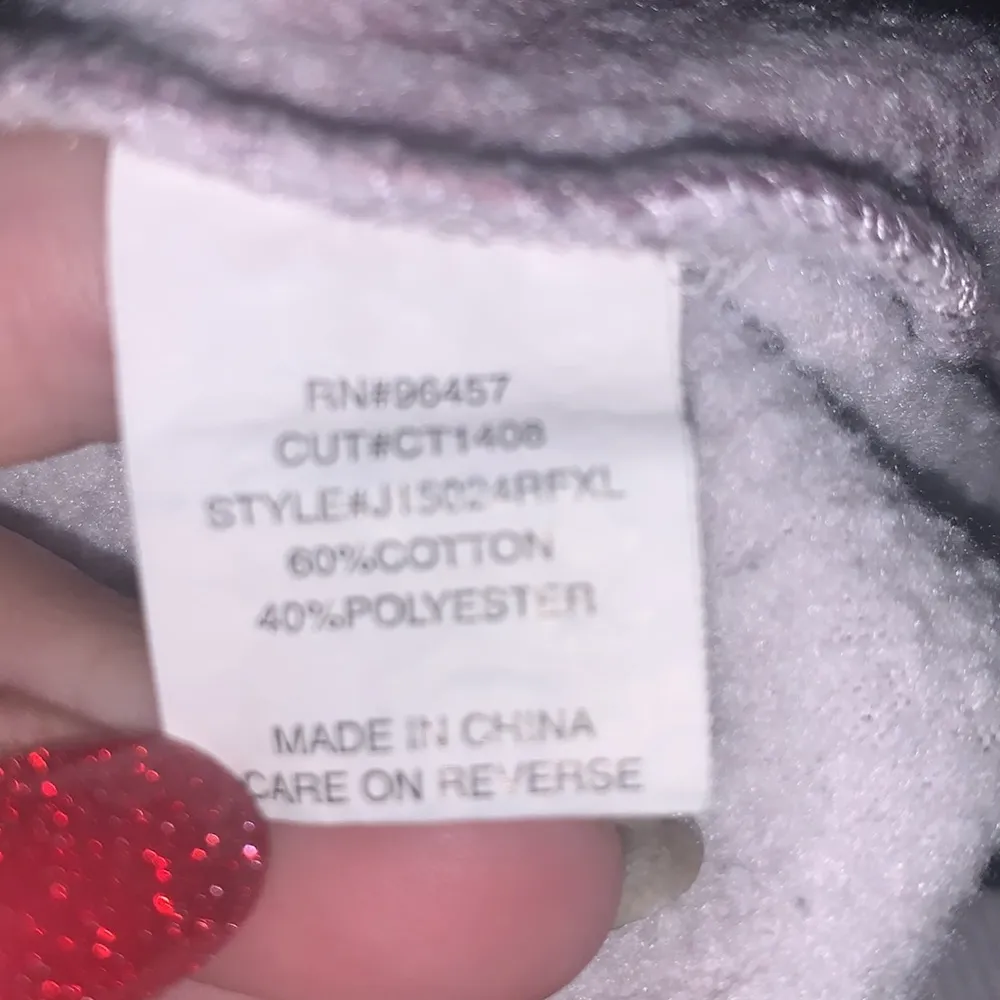 RN#96457
CUT#CT1408
STYLE#J15024RFXL
60%COTTON
40%POLYESTER
MADE IN CHINA
CARE ON REVERSE